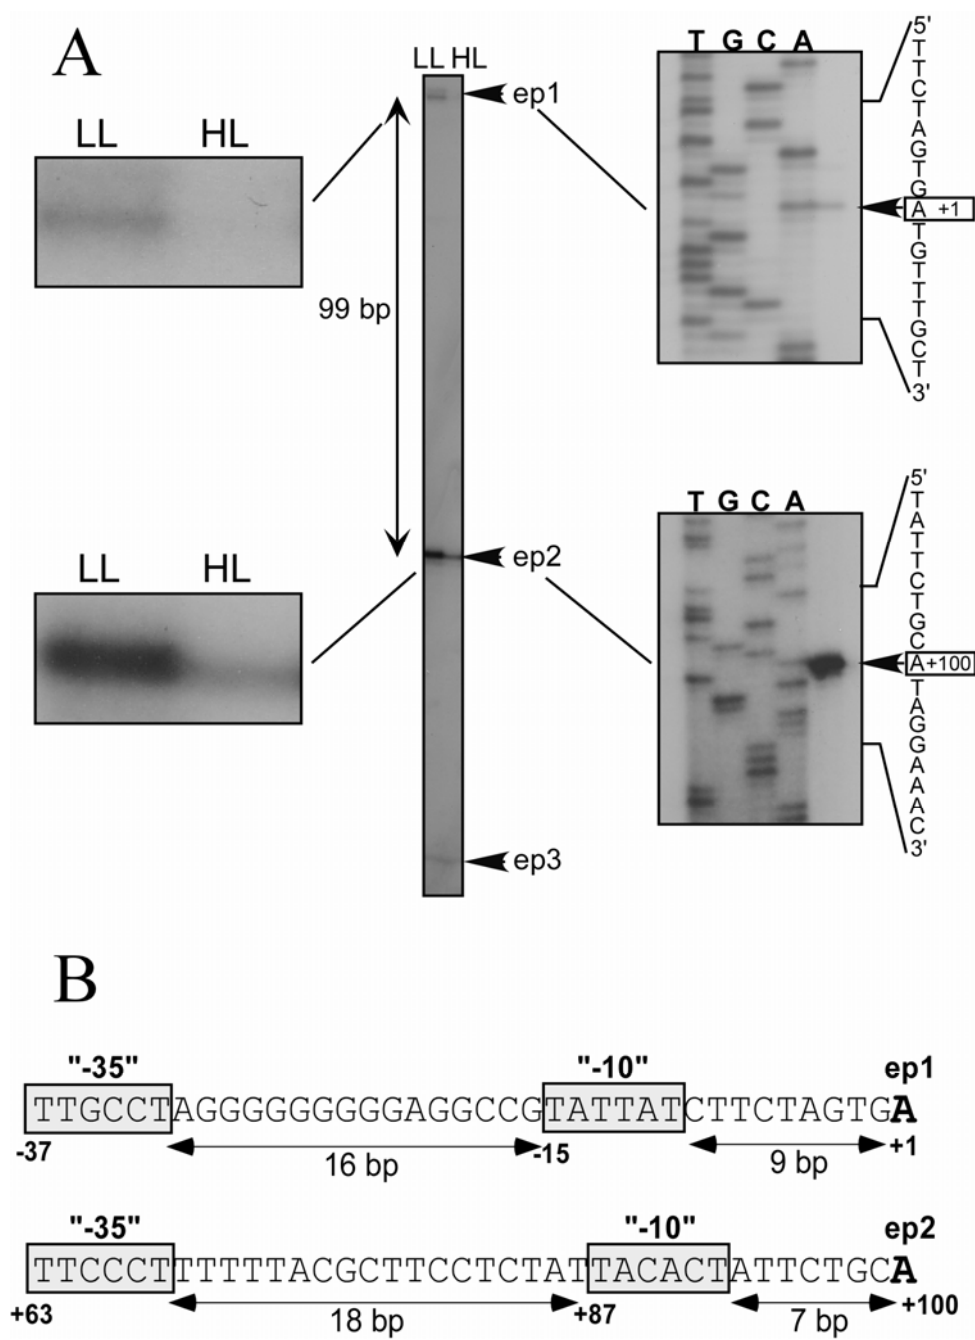 A
LL HL
LL HL
ep1
99 bp
ep2
ep3
LL HL
T G C A
5'
T
T
C
T
A
G
T
G
A +1
T
G
T
T
T
G
C
T
3'
T G C A
5'
T
A
T
T
C
T
G
C
A+100
T
A
G
G
A
A
A
C
3'
B
"-35" "-10" ep1
TTGCCTAGGGGGGGGGAGGCCGTATTATCTTCTAGTGA
-37 16 bp -15 9 bp +1
"-35" "-10" ep2
TTCCCTTTTTTACGCTTCCTCTATTACACTATTCTGCA
+63 18 bp +87 7 bp +100